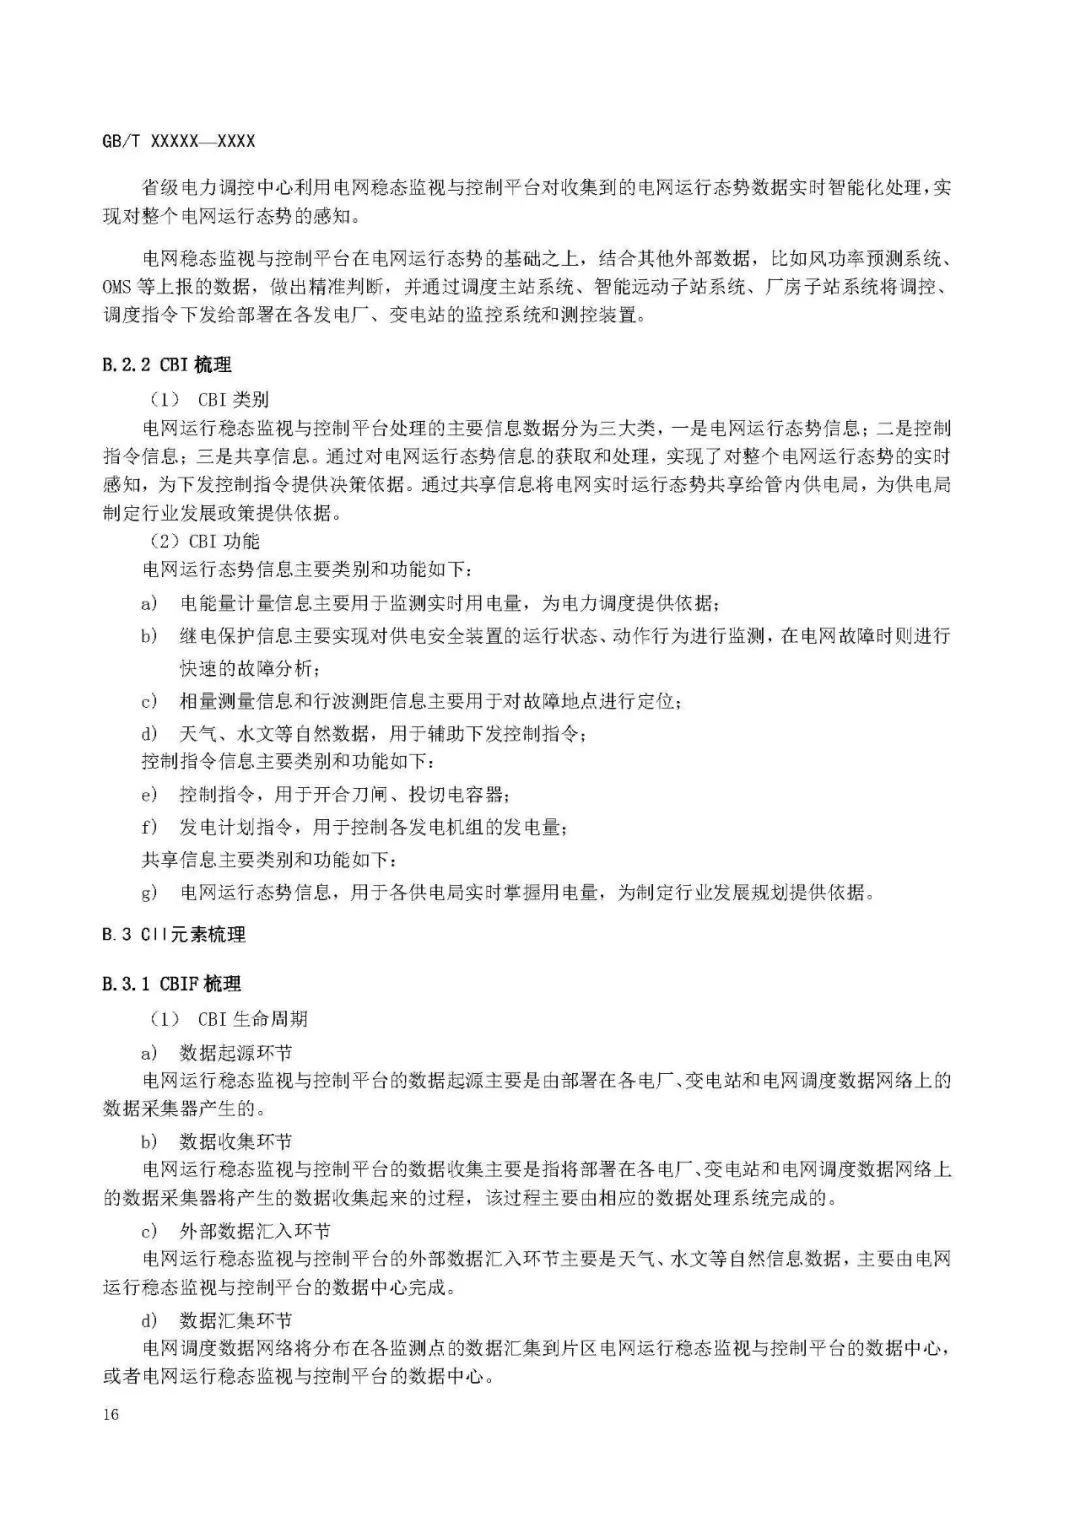 GB/T XXXXX—XXXX
省级电力调控中心利用电网稳态监视与控制平台对收集到的电网运行态势数据实时智能化处理，实
现对整个电网运行态势的感知。
电网稳态监视与控制平台在电网运行态势的基础之上，结合其他外部数据，比如风功率预测系统、
OMS 等上报的数据，做出精准判断，并通过调度主站系统、智能远动子站系统、厂房子站系统将调控、
调度指令下发给部署在各发电厂、变电站的监控系统和测控装置。
B.2.2 CBI 梳理
（1） CBI 类别
电网运行稳态监视与控制平台处理的主要信息数据分为三大类，一是电网运行态势信息；二是控制
指令信息；三是共享信息。通过对电网运行态势信息的获取和处理，实现了对整个电网运行态势的实时
感知，为下发控制指令提供决策依据。通过共享信息将电网实时运行态势共享给管内供电局，为供电局
制定行业发展政策提供依据。
（2）CBI 功能
电网运行态势信息主要类别和功能如下：
a) 电能量计量信息主要用于监测实时用电量，为电力调度提供依据；
b) 继电保护信息主要实现对供电安全装置的运行状态、动作行为进行监测，在电网故障时则进行
快速的故障分析；
c) 相量测量信息和行波测距信息主要用于对故障地点进行定位；
d) 天气、水文等自然数据，用于辅助下发控制指令；
控制指令信息主要类别和功能如下：
e) 控制指令，用于开合刀闸、投切电容器；
f) 发电计划指令，用于控制各发电机组的发电量；
共享信息主要类别和功能如下：
g) 电网运行态势信息，用于各供电局实时掌握用电量，为制定行业发展规划提供依据。
B.3 CII元素梳理
B.3.1 CBIF 梳理
（1） CBI 生命周期
a) 数据起源环节
电网运行稳态监视与控制平台的数据起源主要是由部署在各电厂、变电站和电网调度数据网络上的
数据采集器产生的。
b) 数据收集环节
电网运行稳态监视与控制平台的数据收集主要是指将部署在各电厂、变电站和电网调度数据网络上
的数据采集器将产生的数据收集起来的过程，该过程主要由相应的数据处理系统完成的。
c) 外部数据汇入环节
电网运行稳态监视与控制平台的外部数据汇入环节主要是天气、水文等自然信息数据，主要由电网
运行稳态监视与控制平台的数据中心完成。
d) 数据汇集环节
电网调度数据网络将分布在各监测点的数据汇集到片区电网运行稳态监视与控制平台的数据中心，
或者电网运行稳态监视与控制平台的数据中心。
16